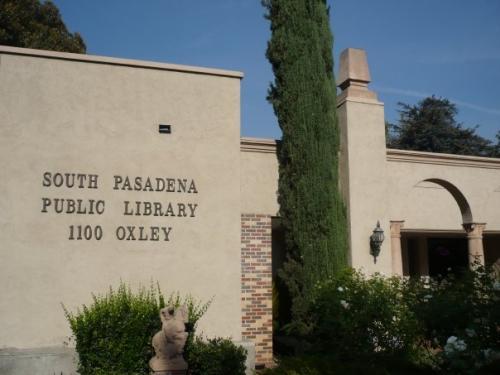 SOUTH PASADENA
PUBLIC LIBRARY
1100 OXLEY